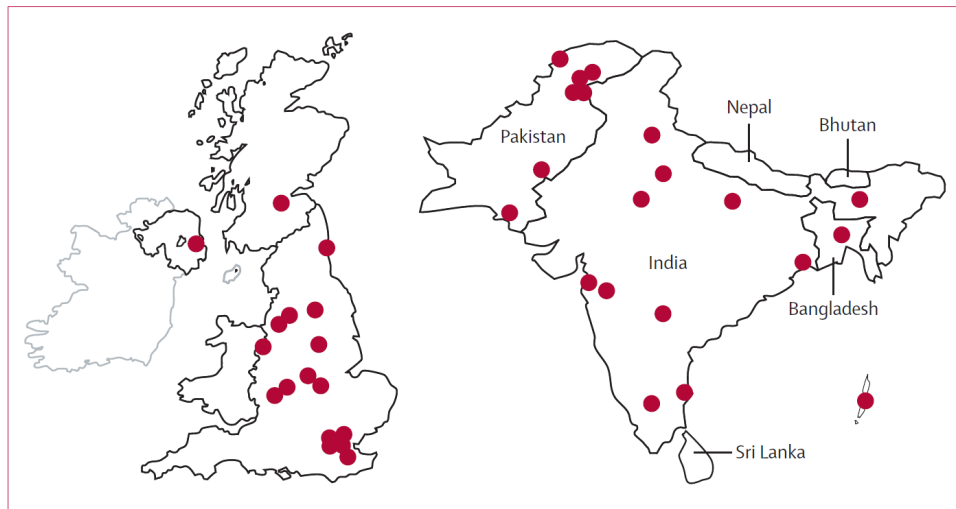 Nepal
Bhutan
Pakistan
India
Bangladesh
Sri Lanka